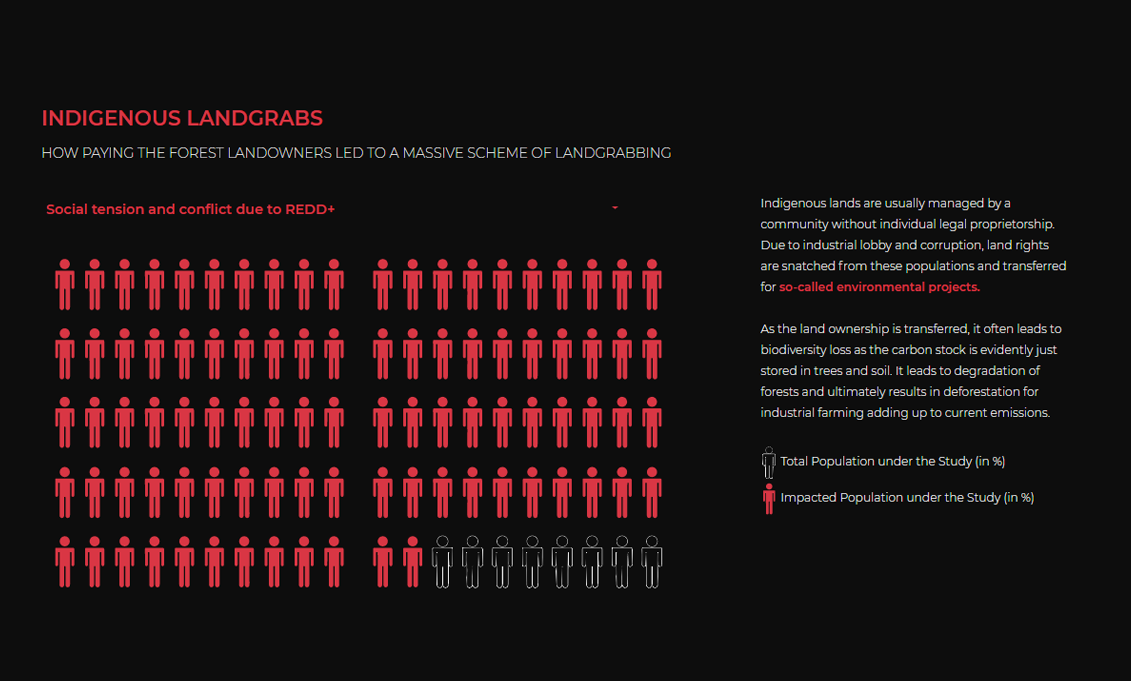 INDIGENOUS LANDGRABS
HOW PAYING THE FOREST LANDOWNERS LED TO A MASSIVE SCHEME OF LANDGRABBING
Social tension and conflict due to REDD+
Indigenous lands are usually managed by a
community without individual legal proprietorship.
Due to industrial lobby and corruption, land rights
are snatched from these populations and transferred
for so-called environmental projects.
As the land ownership is transferred, it often leads to
biodiversity loss as the carbon stock is evidently just
stored in trees and soil. It leads to degradation of
forests and ultimately results in deforestation for
industrial farming adding up to current emissions.
Total Population under the Study (in %)
Impacted Population under the Study (in %)